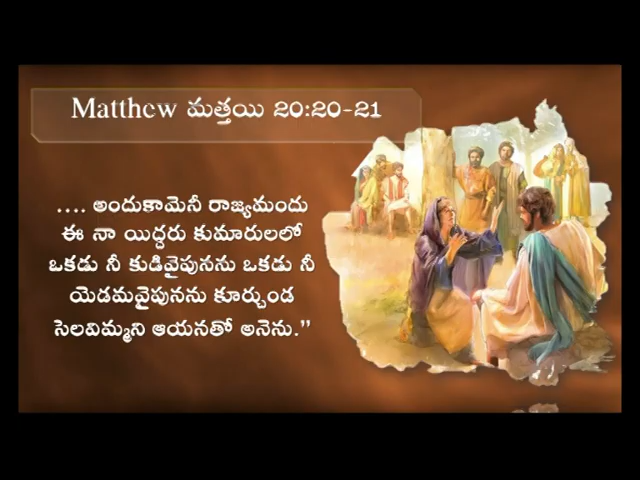 Matthew మత్తయి 20:20-21
.... అందుకామెనీ రాజ్యమందు
ఈ నా యిద్దరు కుమారులలో
ఒకడు నీ కుడివైపునను ఒకడు నీ
యెడమవైపునను కూర్చుండ
సెలవిమ్మని ఆయనతో అనెను."